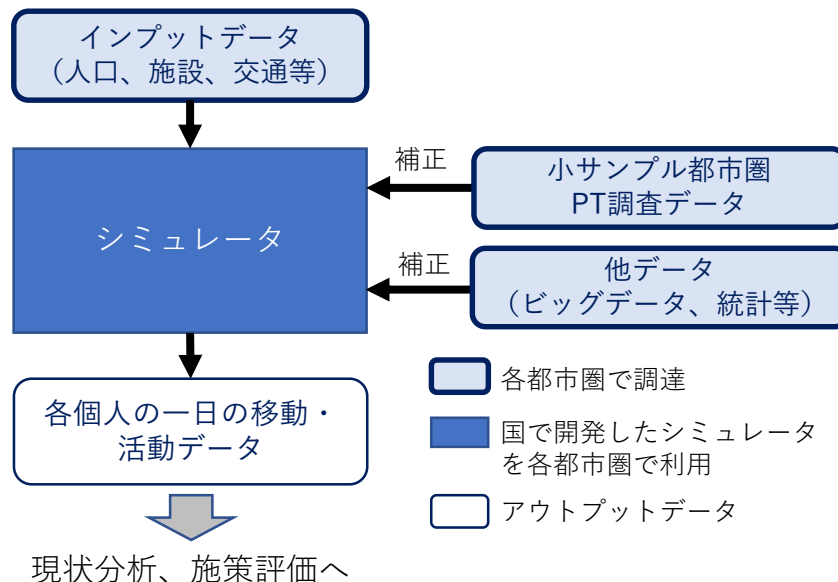 インプットデータ
（人口、施設、交通等）
補正
小サンプル都市圏
PT調査データ
シミュレータ
補正
他データ
（ビッグデータ、統計等）
各都市圏で調達
各個人の一日の移動・
活動データ
国で開発したシミュレータ
を各都市圏で利用
アウトプットデータ
現状分析、施策評価へ